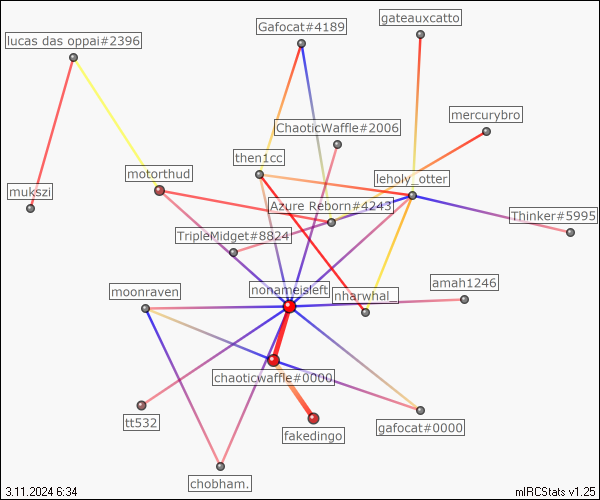 Gafocat#4189
gateauxcatto
lucas das oppai#2396
mercurybro
ChaoticWaffle#2006
then1cc
motorthud
leholy_otter
mukszi
Azure Reborn#4243
Thinker#5995
TripleMidget#8824
amah1246
moonraven
nonameisleft
nharwhal_
chaoticwaffle#0000
tt532
fakedingo
gafocat#0000
chobham.
3.11.2024 6:34
mIRCStats v1.25